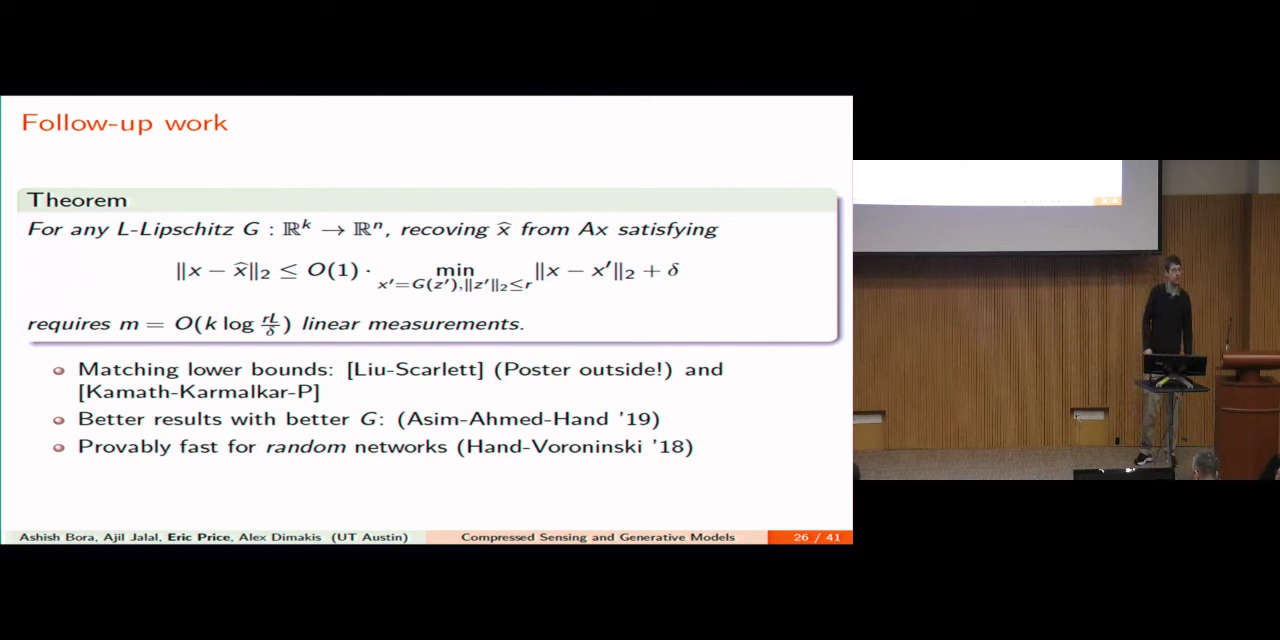 Follow-up work
Theorem
For any L-Lipschitz G : ℝᵏ → ℝⁿ, recoving x̂ from Ax satisfying
‖x − x̂‖₂ ≤ O(1) · min ‖x − x′‖₂ + δ
x′=G(z′),‖z′‖₂≤r
requires m = O(k log rL/δ) linear measurements.
Matching lower bounds: [Liu-Scarlett] (Poster outside!) and
[Kamath-Karmalkar-P]
Better results with better G: (Asim-Ahmed-Hand '19)
Provably fast for random networks (Hand-Voroninski '18)
Ashish Bora, Ajil Jalal, Eric Price, Alex Dimakis (UT Austin) Compressed Sensing and Generative Models 26 / 41